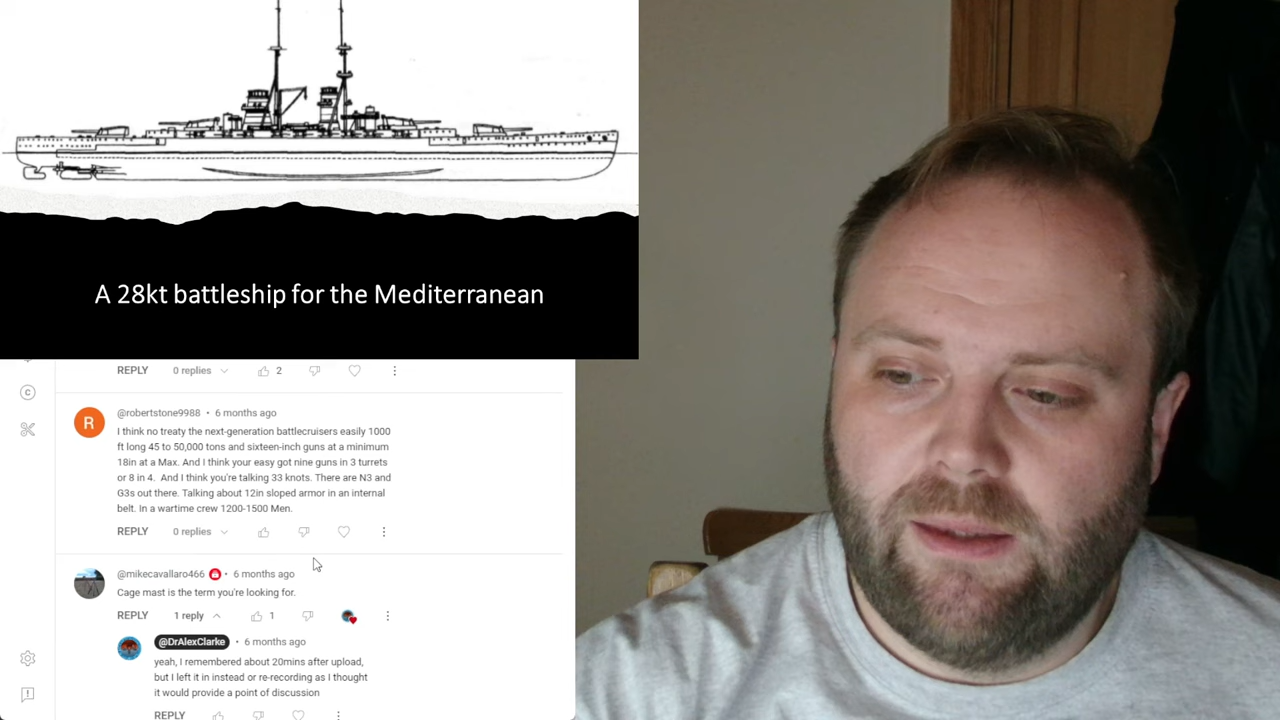 A 28kt battleship for the Mediterranean
REPLY 0 replies 2
C
R
@robertstone9988 • 6 months ago
I think no treaty the next-generation battlecruisers easily 1000
ft long 45 to 50,000 tons and sixteen-inch guns at a minimum
18in at a Max. And I think your easy got nine guns in 3 turrets
or 8 in 4.  And I think you're talking 33 knots. There are N3 and
G3s out there. Talking about 12in sloped armor in an internal
belt. In a wartime crew 1200-1500 Men.
REPLY 0 replies
@mikecavallaro466 • 6 months ago
Cage mast is the term you're looking for.
REPLY 1 reply 1
@DrAlexClarke • 6 months ago
yeah, I remembered about 20mins after upload,
but I left it in instead or re-recording as I thought
it would provide a point of discussion
REPLY